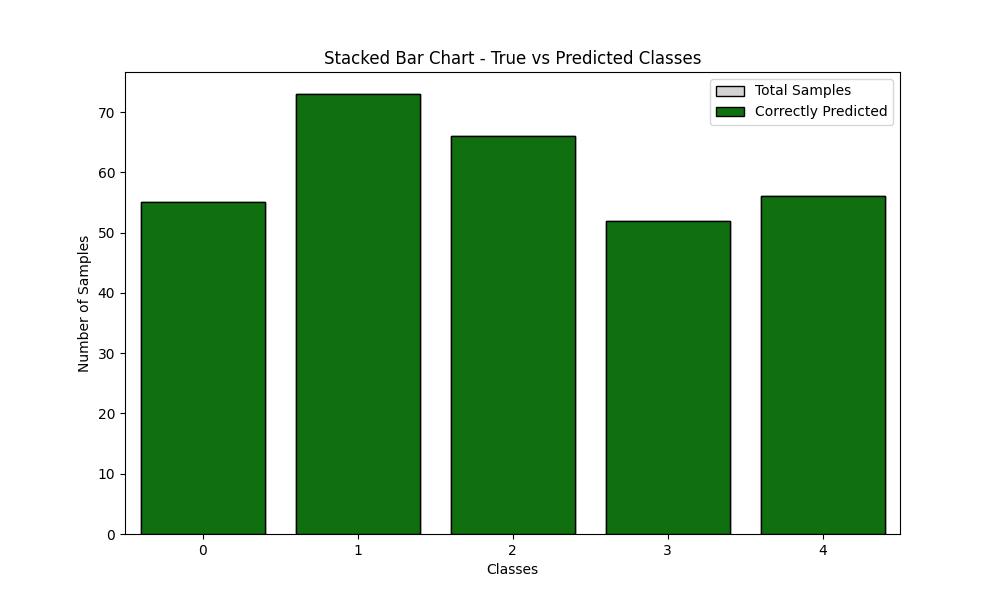 Stacked Bar Chart - True vs Predicted Classes
Total Samples
Correctly Predicted
Number of Samples
70
60
50
40
30
20
10
0
0 1 2 3 4
Classes